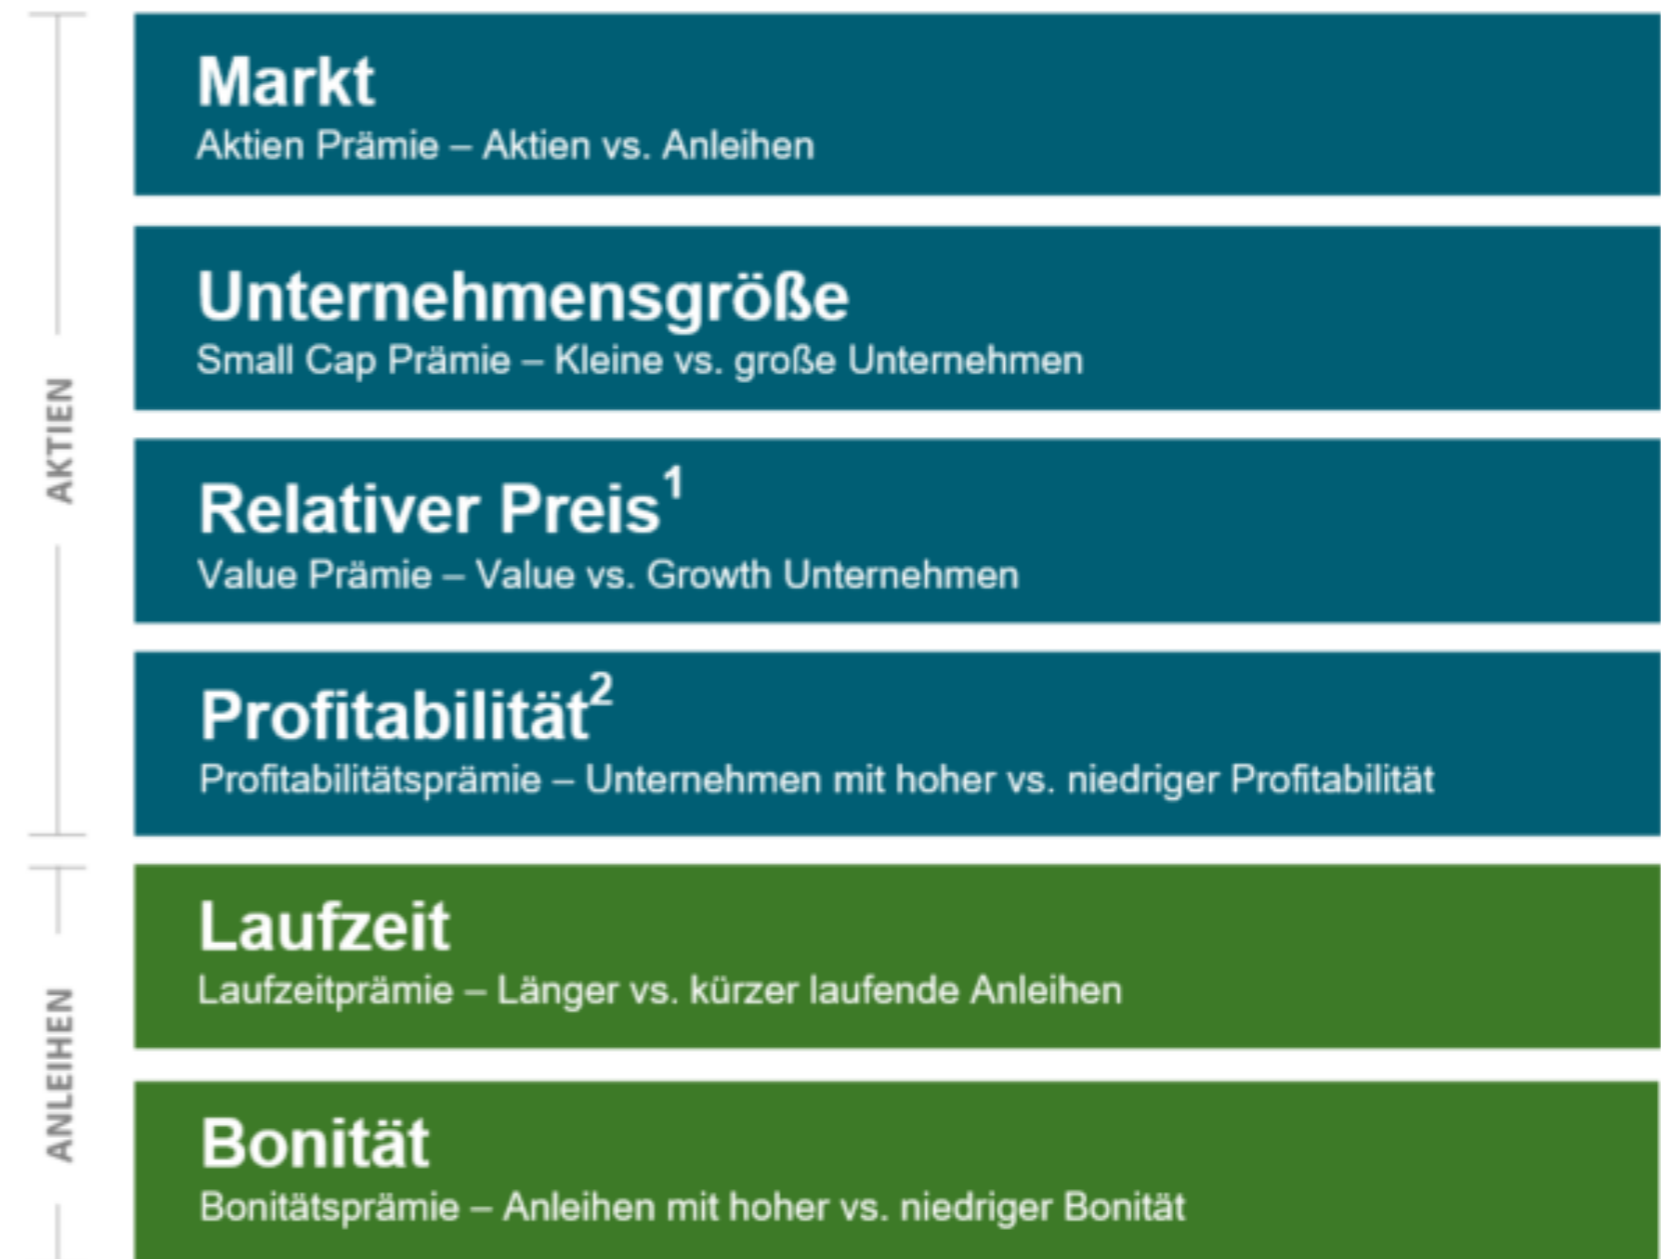 AKTIEN
Markt
Aktien Prämie – Aktien vs. Anleihen
Unternehmensgröße
Small Cap Prämie – Kleine vs. große Unternehmen
Relativer Preis¹
Value Prämie – Value vs. Growth Unternehmen
Profitabilität²
Profitabilitätsprämie – Unternehmen mit hoher vs. niedriger Profitabilität
ANLEIHEN
Laufzeit
Laufzeitprämie – Länger vs. kürzer laufende Anleihen
Bonität
Bonitätsprämie – Anleihen mit hoher vs. niedriger Bonität